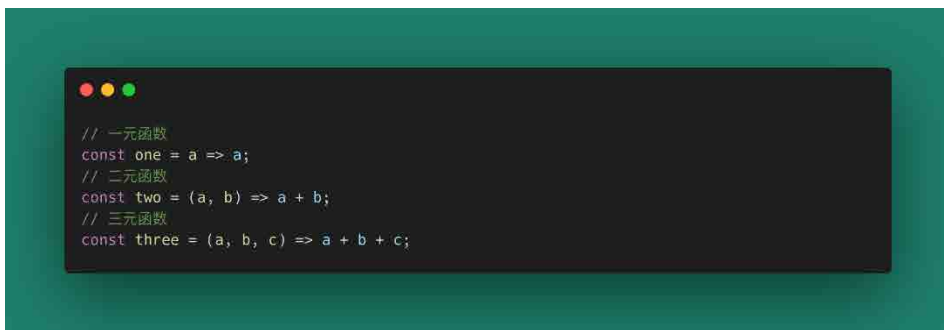 // 一元函数
const one = a => a;
// 二元函数
const two = (a, b) => a + b;
// 三元函数
const three = (a, b, c) => a + b + c;